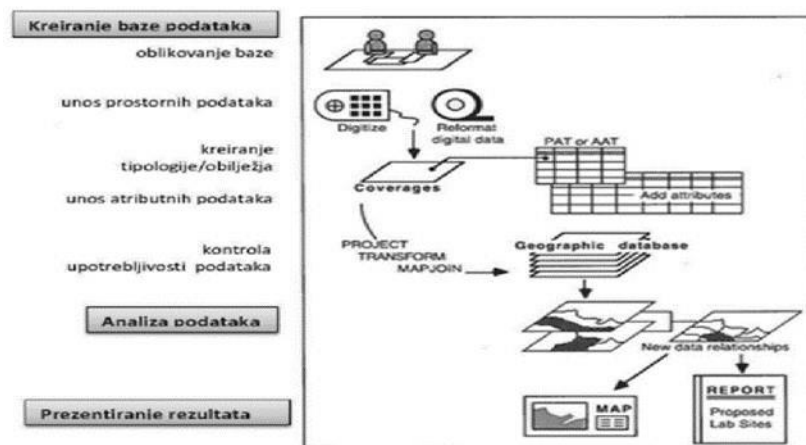 Kreiranje baze podataka
oblikovanje baze
unos prostornih podataka
kreiranje
tipologije/obilježja
unos atributnih podataka
kontrola
upotrebljivosti podataka
Analiza podataka
Prezentiranje rezultata
Digitize
Reformat
digital data
PAT or AAT
Coverages
Add attributes
PROJECT
TRANSFORM
MAPJOIN
Geographic database
New data relationships
MAP
REPORT
Proposed
Lab Sites